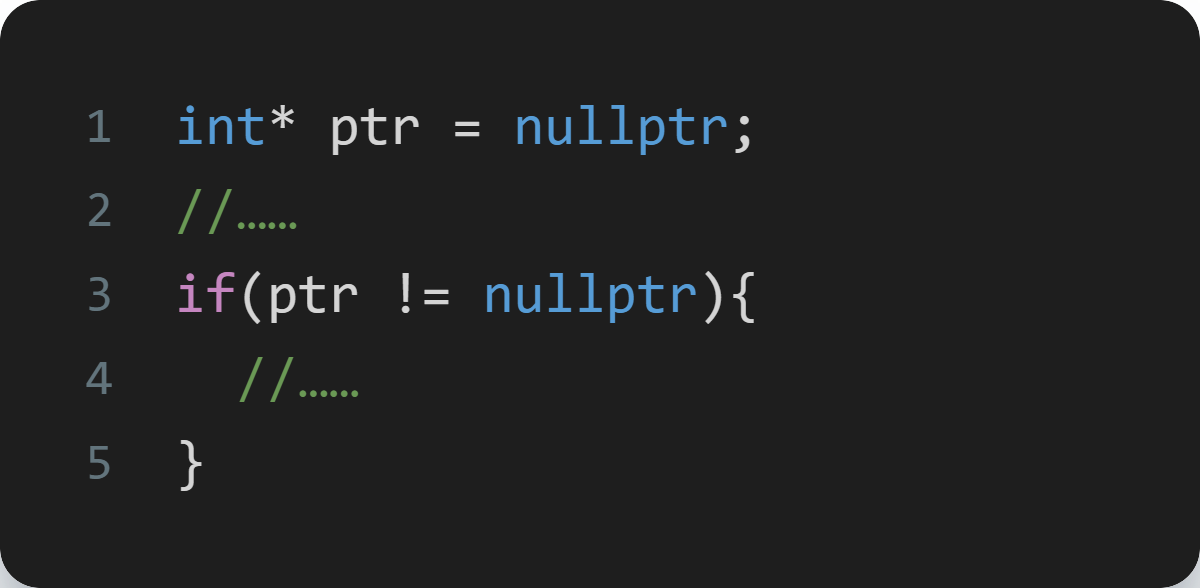 1 int* ptr = nullptr;
2 //……
3 if(ptr != nullptr){
4   //……
5 }